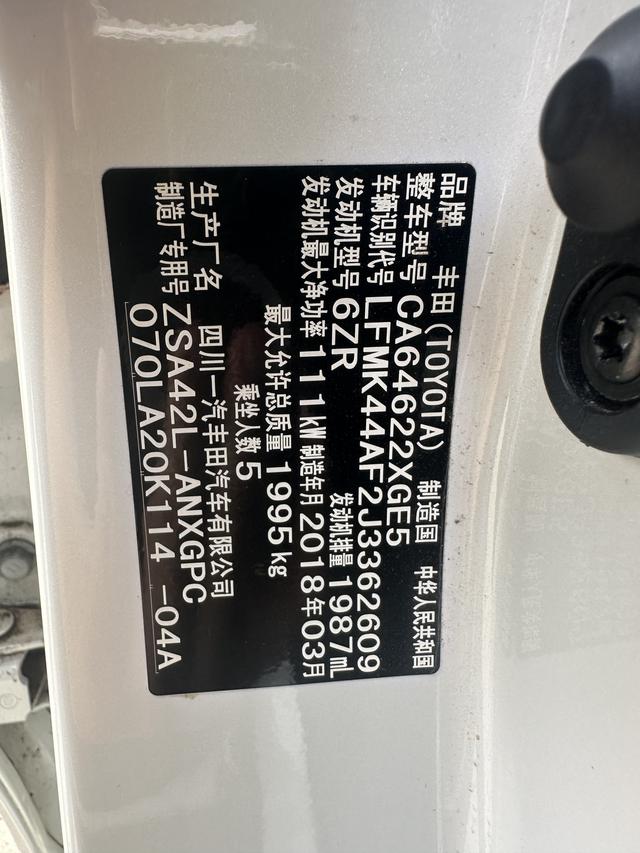 品牌 丰田(TOYOTA) 制造国 中华人民共和国
整车型号 CA64622XGE5
车辆识别代号 LFMK44AF2J3362609
发动机型号 6ZR 发动机排量 1987mL
发动机最大净功率 111kW 制造年月 2018年03月
最大允许总质量 1995kg
乘坐人数 5
生产厂名 四川一汽丰田汽车有限公司
制造厂专用号 ZSA42L-ANXGPC
070LA20K114 -04A